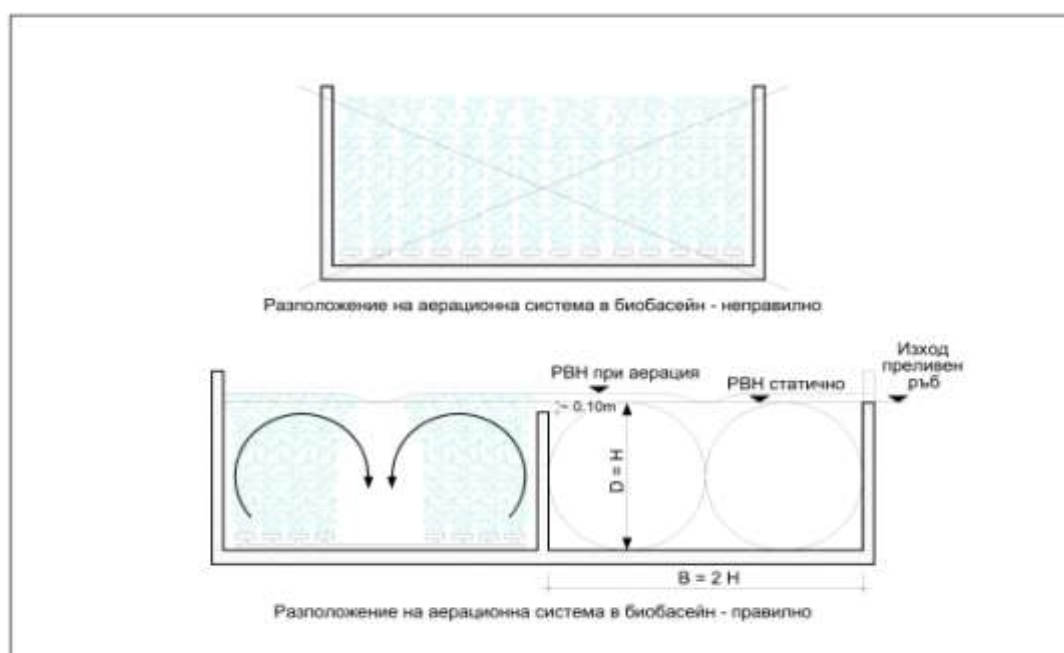 Разположение на аерационна система в биобасейн - неправилно
Изход
преливен
ръб
РВН при аерация
РВН статично
~ 0.10m
D = H
B = 2 H
Разположение на аерационна система в биобасейн - правилно